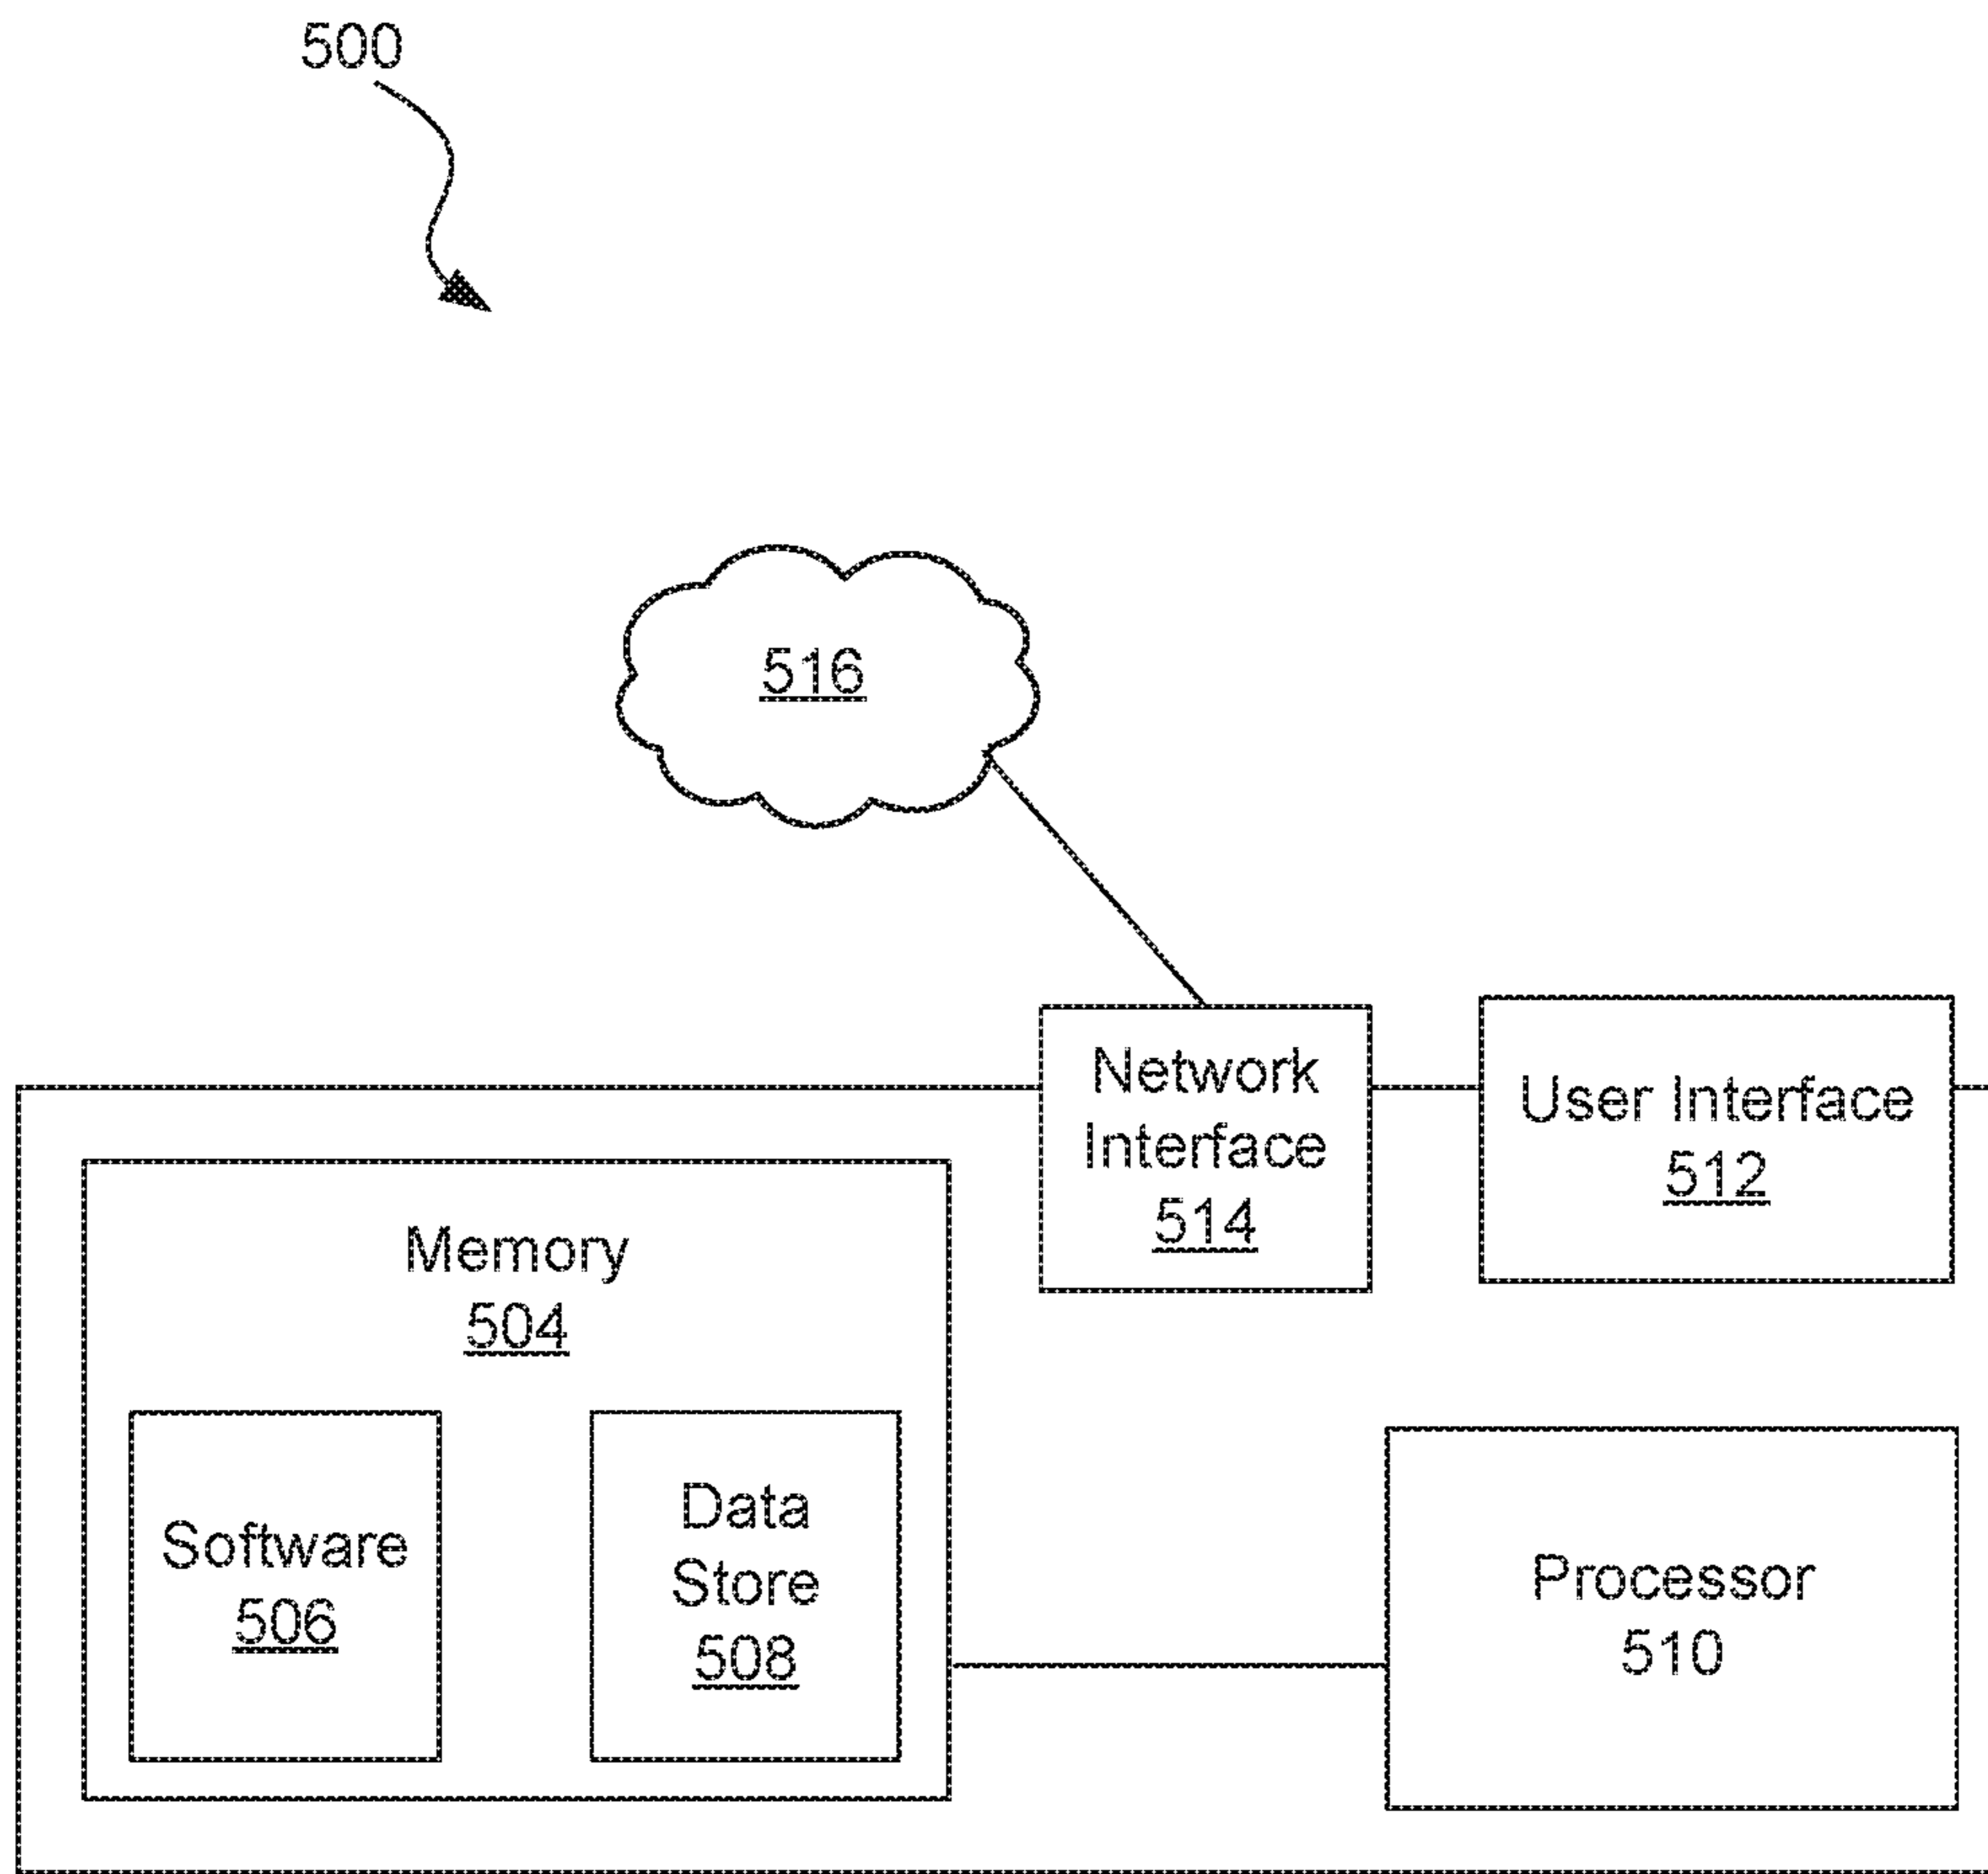 500
516
Network
Interface
514
User Interface
512
Memory
504
Software
506
Data
Store
508
Processor
510